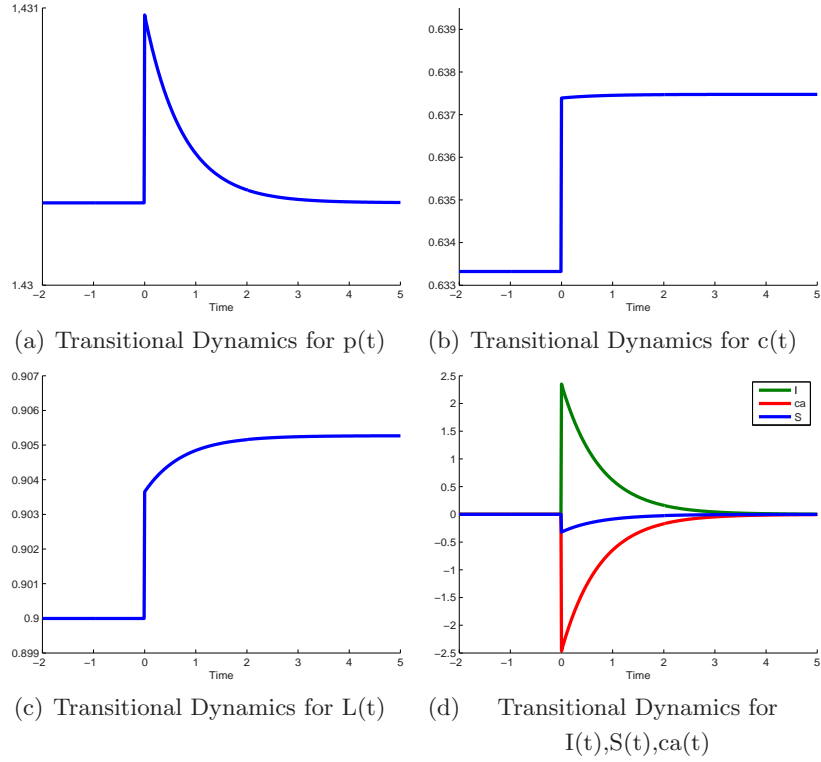 1,431
1.43
−2 −1 0 1 2 3 4 5
Time
(a) Transitional Dynamics for p(t)
0.639
0.638
0.637
0.636
0.635
0.634
0.633
−2 −1 0 1 2 3 4 5
Time
(b) Transitional Dynamics for c(t)
0.907
0.906
0.905
0.904
0.903
0.902
0.901
0.9
0.899
−2 −1 0 1 2 3 4 5
Time
(c) Transitional Dynamics for L(t)
2.5
2
1.5
1
0.5
0
−0.5
−1
−1.5
−2
−2.5
−2 −1 0 1 2 3 4 5
Time
I
ca
S
(d) Transitional Dynamics for
I(t),S(t),ca(t)